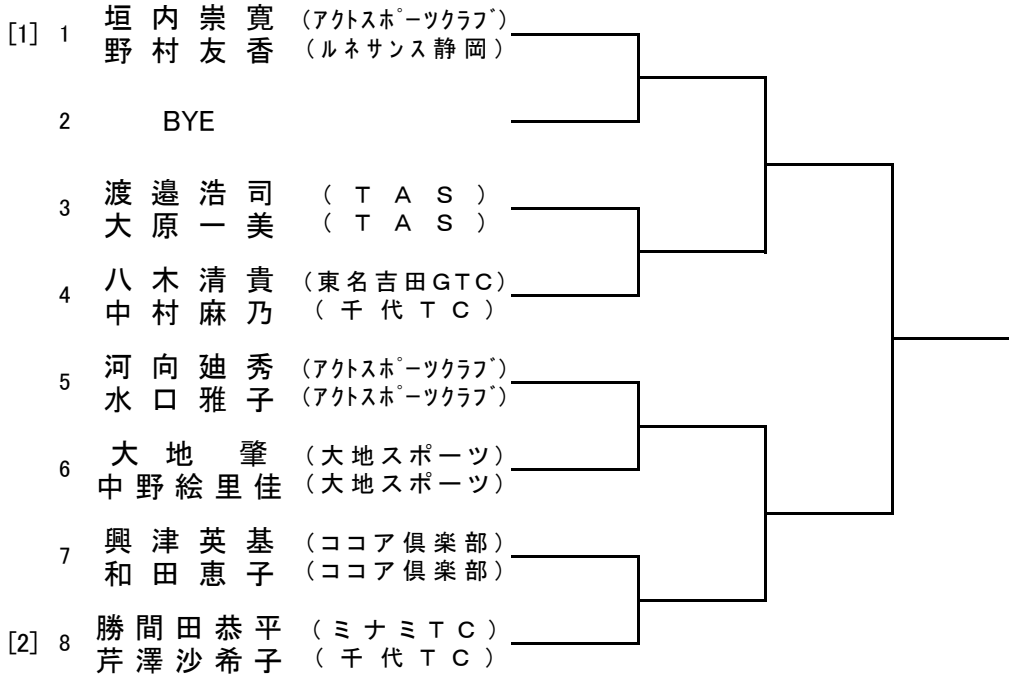 [1] 1 垣内崇寛 (ｱｸﾄｽﾎﾟｰﾂｸﾗﾌﾞ)
野村友香 (ルネサンス静岡)
2 BYE
3 渡邉浩司 (TAS)
大原一美 (TAS)
4 八木清貴 (東名吉田GTC)
中村麻乃 (千代TC)
5 河向廸秀 (ｱｸﾄｽﾎﾟｰﾂｸﾗﾌﾞ)
水口雅子 (ｱｸﾄｽﾎﾟｰﾂｸﾗﾌﾞ)
6 大地 肇 (大地スポーツ)
中野絵里佳 (大地スポーツ)
7 興津英基 (ココア倶楽部)
和田恵子 (ココア倶楽部)
[2] 8 勝間田恭平 (ミナミTC)
芹澤沙希子 (千代TC)